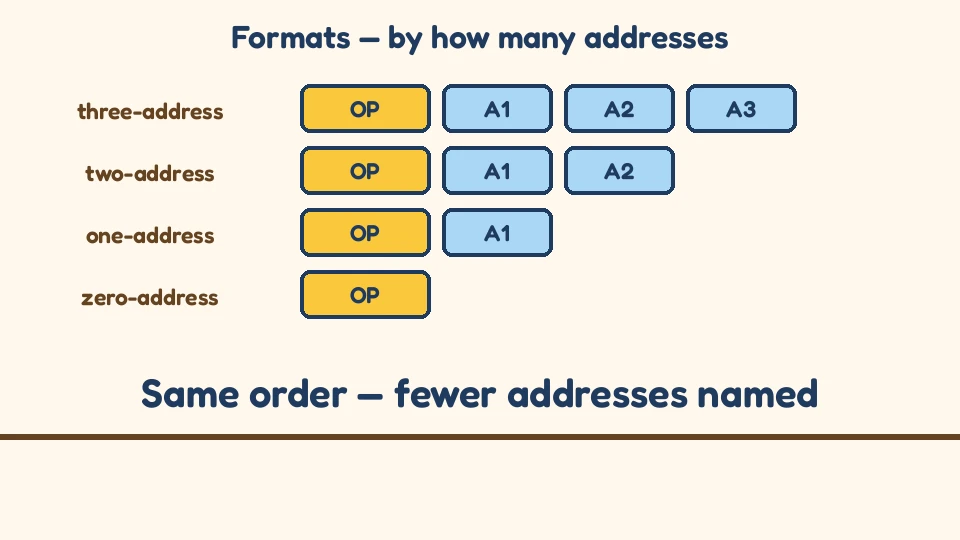 Formats – by how many addresses
three-address OP A1 A2 A3
two-address OP A1 A2
one-address OP A1
zero-address OP
Same order – fewer addresses named